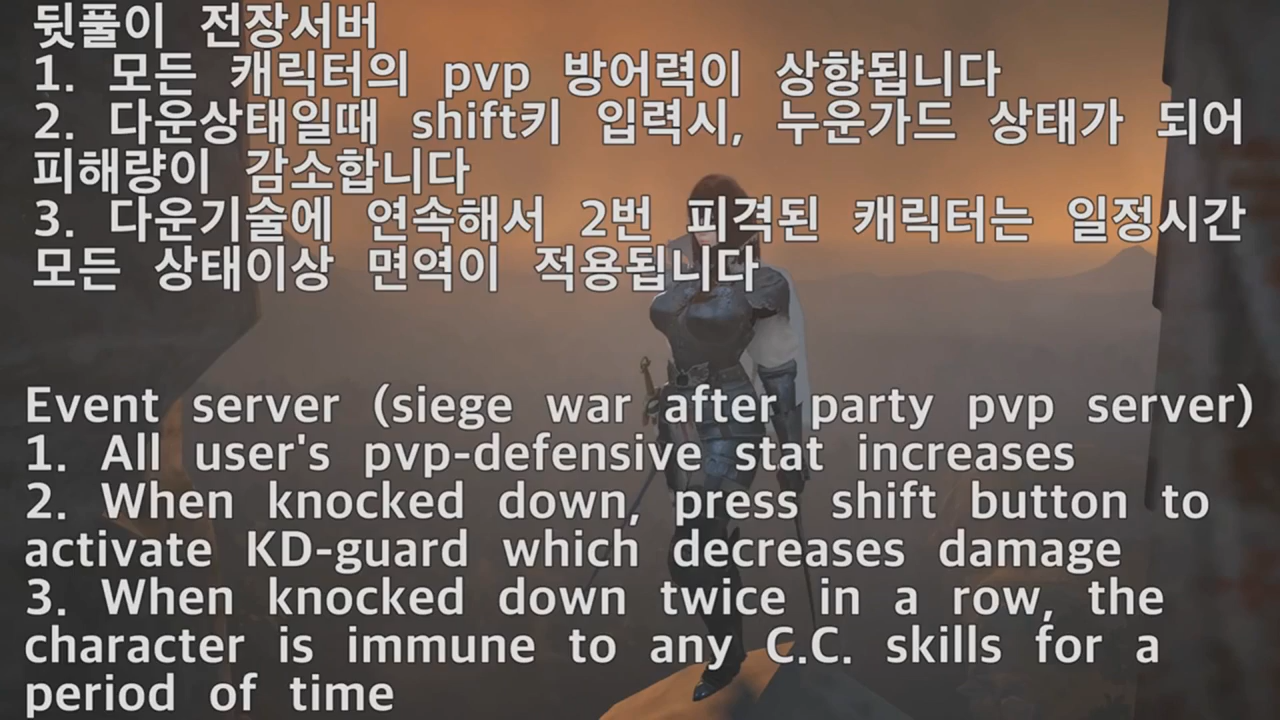 뒷풀이 전장서버
1. 모든 캐릭터의 pvp 방어력이 상향됩니다
2. 다운상태일때 shift키 입력시, 누운가드 상태가 되어
피해량이 감소합니다
3. 다운기술에 연속해서 2번 피격된 캐릭터는 일정시간
모든 상태이상 면역이 적용됩니다
Event server (siege war after party pvp server)
1. All user's pvp-defensive stat increases
2. When knocked down, press shift button to
activate KD-guard which decreases damage
3. When knocked down twice in a row, the
character is immune to any C.C. skills for a
period of time